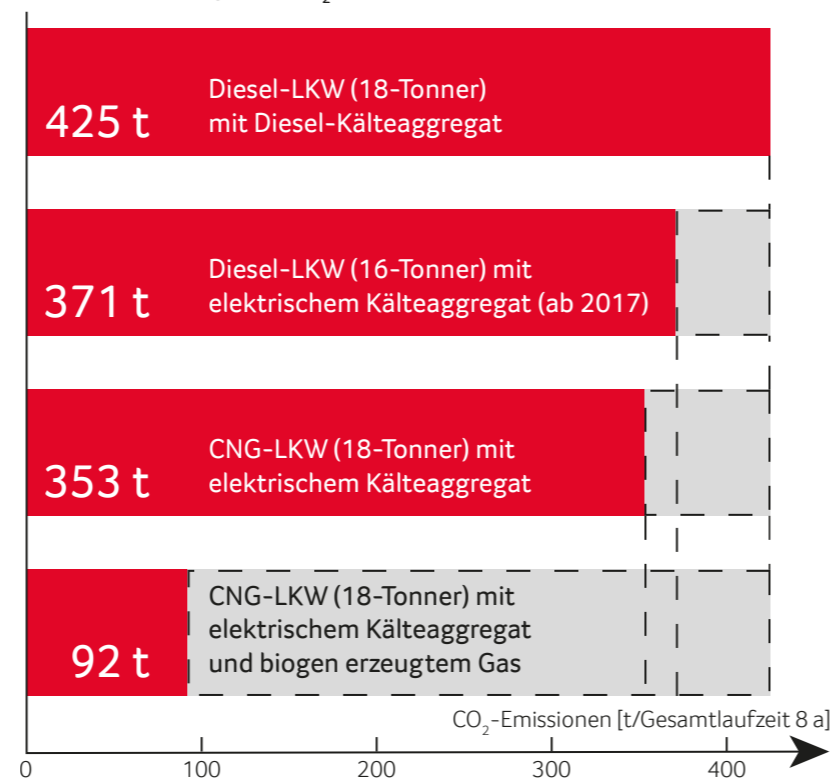 425 t
Diesel-LKW (18-Tonner)
mit Diesel-Kälteaggregat
371 t
Diesel-LKW (16-Tonner) mit
elektrischem Kälteaggregat (ab 2017)
353 t
CNG-LKW (18-Tonner) mit
elektrischem Kälteaggregat
92 t
CNG-LKW (18-Tonner) mit
elektrischem Kälteaggregat
und biogen erzeugtem Gas
CO₂-Emissionen [t/Gesamtlaufzeit 8 a]
0 100 200 300 400